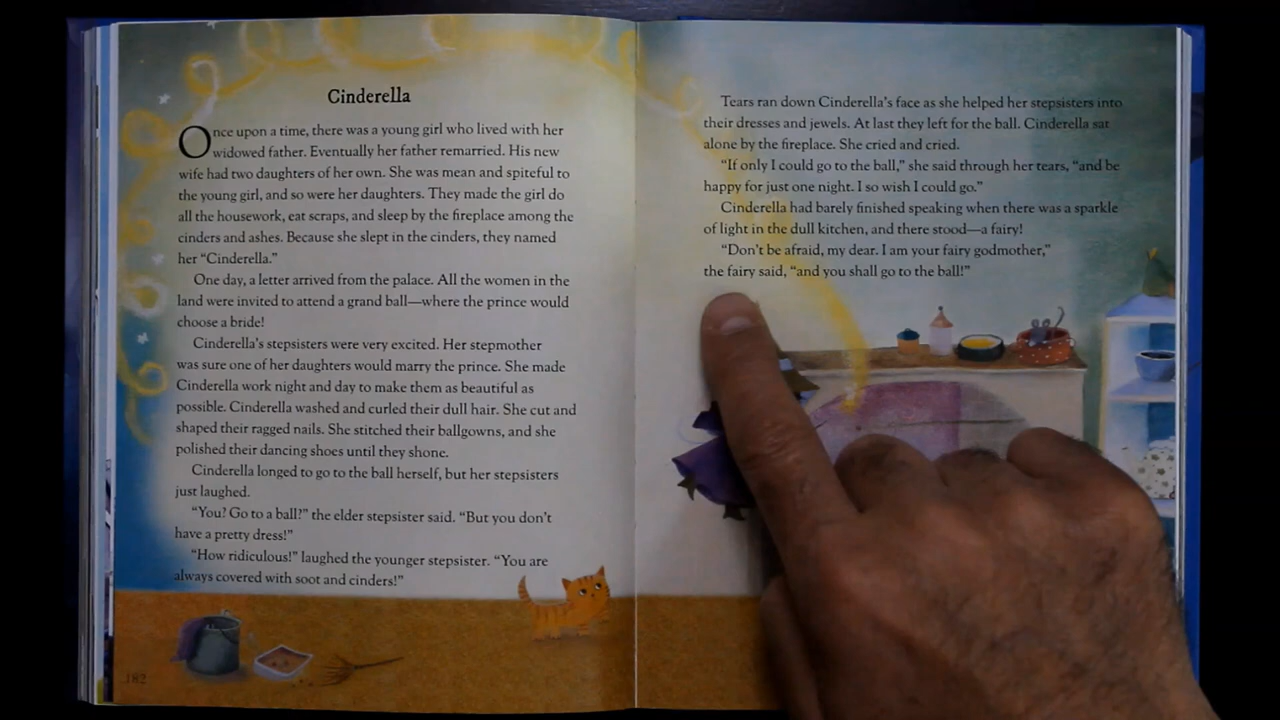 Cinderella
Once upon a time, there was a young girl who lived with her
widowed father. Eventually her father remarried. His new
wife had two daughters of her own. She was mean and spiteful to
the young girl, and so were her daughters. They made the girl do
all the housework, eat scraps, and sleep by the fireplace among the
cinders and ashes. Because she slept in the cinders, they named
her “Cinderella.”
One day, a letter arrived from the palace. All the women in the
land were invited to attend a grand ball—where the prince would
choose a bride!
Cinderella’s stepsisters were very excited. Her stepmother
was sure one of her daughters would marry the prince. She made
Cinderella work night and day to make them as beautiful as
possible. Cinderella washed and curled their dull hair. She cut and
shaped their ragged nails. She stitched their ballgowns, and she
polished their dancing shoes until they shone.
Cinderella longed to go to the ball herself, but her stepsisters
just laughed.
“You? Go to a ball?” the elder stepsister said. “But you don’t
have a pretty dress!”
“How ridiculous!” laughed the younger stepsister. “You are
always covered with soot and cinders!”
182
Tears ran down Cinderella’s face as she helped her stepsisters into
their dresses and jewels. At last they left for the ball. Cinderella sat
alone by the fireplace. She cried and cried.
“If only I could go to the ball,” she said through her tears, “and be
happy for just one night. I so wish I could go.”
Cinderella had barely finished speaking when there was a sparkle
of light in the dull kitchen, and there stood—a fairy!
“Don’t be afraid, my dear. I am your fairy godmother,”
the fairy said, “and you shall go to the ball!”